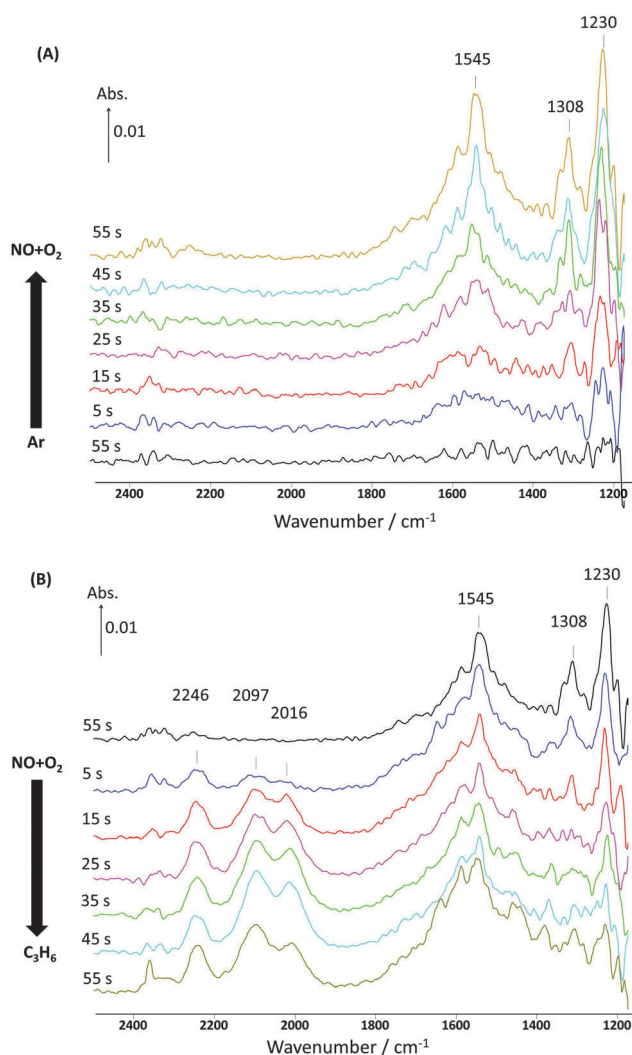 (A)
1230
1545
1308
Abs.
0.01
55 s
NO+O₂
45 s
35 s
25 s
15 s
5 s
Ar
55 s
2400 2200 2000 1800 1600 1400 1200
Wavenumber / cm⁻¹
(B)
1230
Abs.
1545
0.01
1308
2246 2097 2016
55 s
NO+O₂
5 s
15 s
25 s
35 s
45 s
C₃H₆
55 s
2400 2200 2000 1800 1600 1400 1200
Wavenumber / cm⁻¹